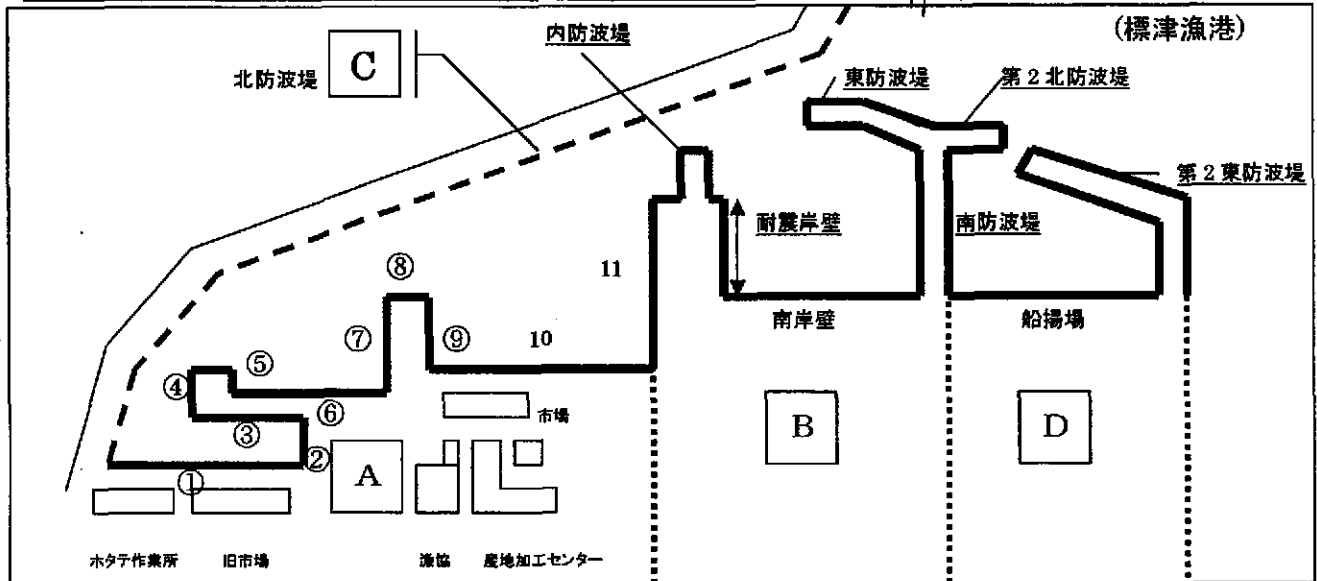 (標津漁港)
内防波堤
北防波堤
C
東防波堤
第2北防波堤
第2東防波堤
耐震岸壁
南防波堤
⑧
11
南岸壁
船揚場
⑦
⑨
10
⑤
④
⑥
市場
③
②
①
A
B
D
ホタテ作業所
旧市場
漁協
産地加工センター